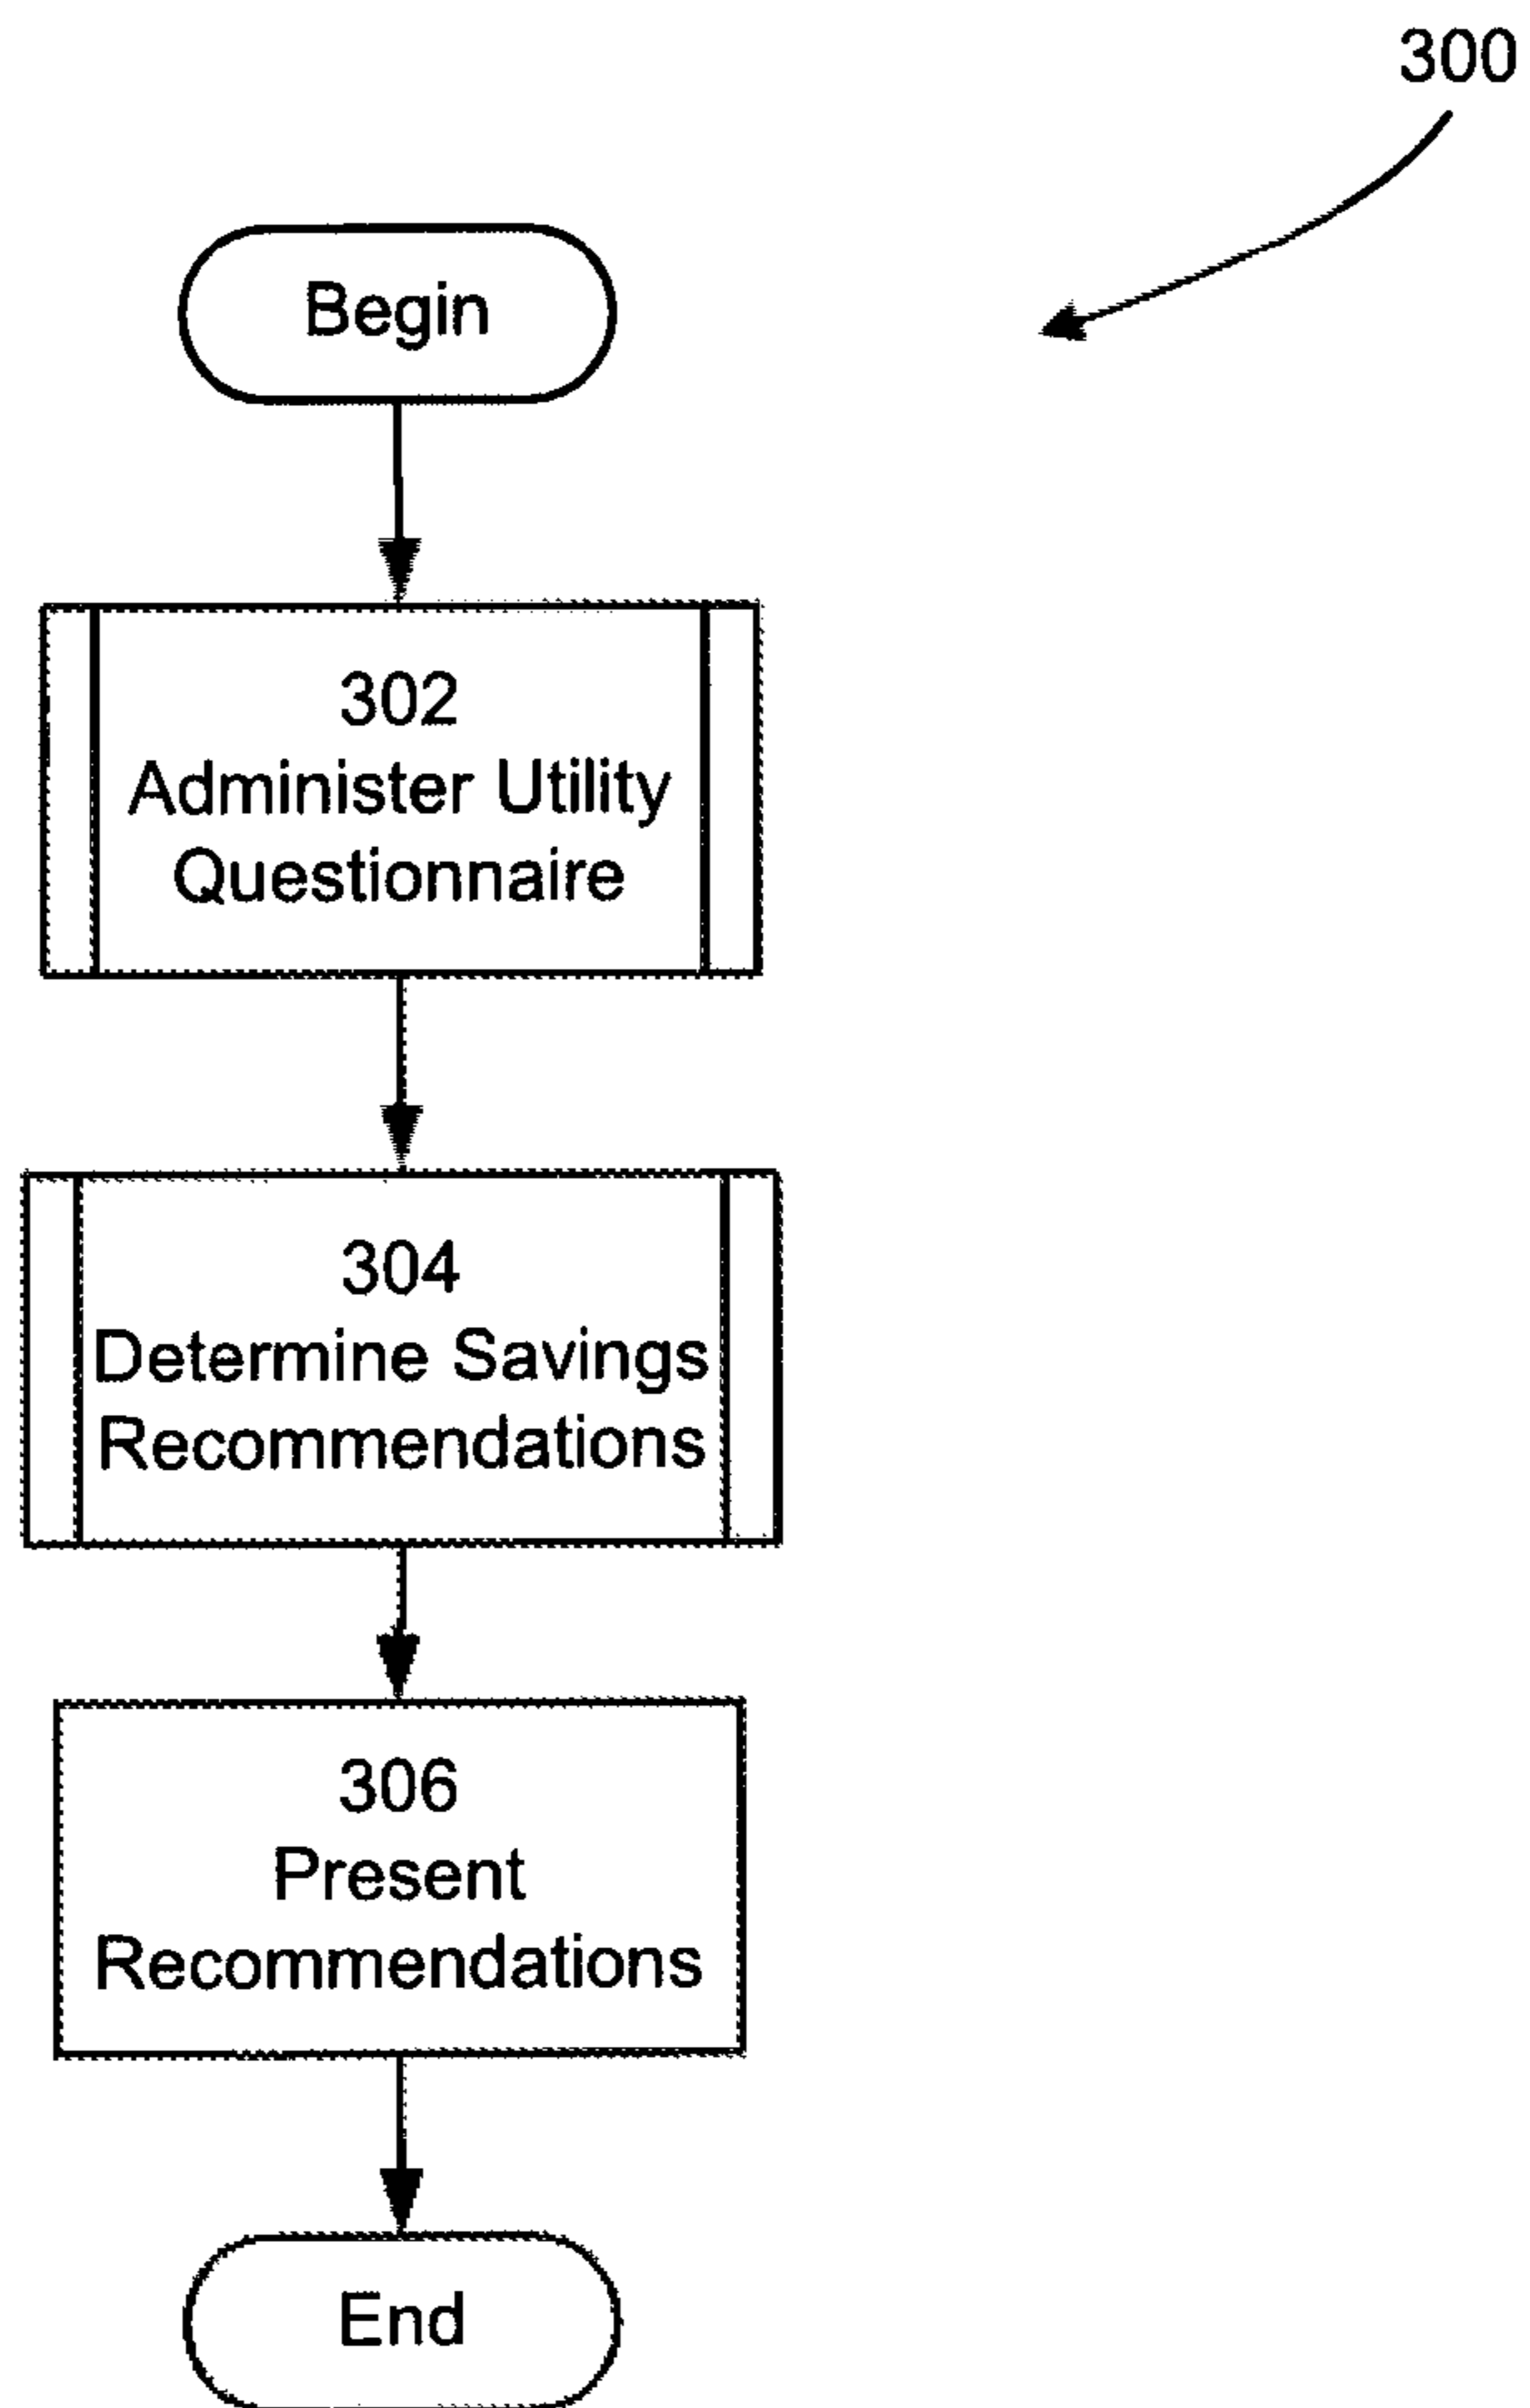 300
Begin
302
Administer Utility
Questionnaire
304
Determine Savings
Recommendations
306
Present
Recommendations
End